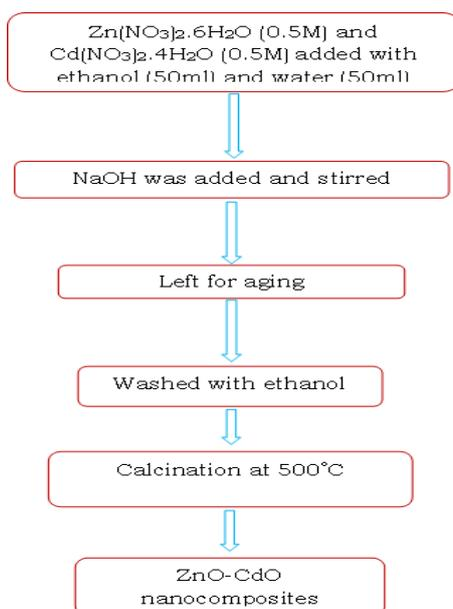 Zn(NO₃)₂.6H₂O (0.5M) and
Cd(NO₃)₂.4H₂O (0.5M) added with
ethanol (50ml) and water (50ml)
NaOH was added and stirred
Left for aging
Washed with ethanol
Calcination at 500°C
ZnO-CdO
nanocomposites